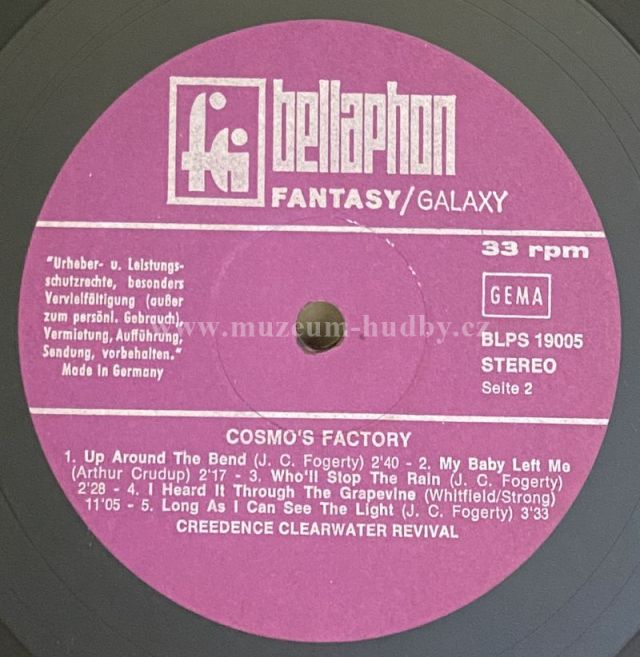 bellaphon
FANTASY/GALAXY
33 rpm
"Urheber- u. Leistungs-
schutzrechte, besonders
Vervielfältigung (außer
zum persönl. Gebrauch),
Vermietung, Aufführung,
Sendung, vorbehalten."
Made In Germany
GEMA
BLPS 19005
STEREO
Seite 2
www.muzeum-hudby.cz
COSMO'S FACTORY
1. Up Around The Bend (J. C. Fogerty) 2'40 - 2. My Baby Left Me
(Arthur Crudup) 2'17 - 3. Who'll Stop The Rain (J. C. Fogerty)
2'28 - 4. I Heard It Through The Grapevine (Whitfield/Strong)
11'05 - 5. Long As I Can See The Light (J. C. Fogerty) 3'33
CREEDENCE CLEARWATER REVIVAL